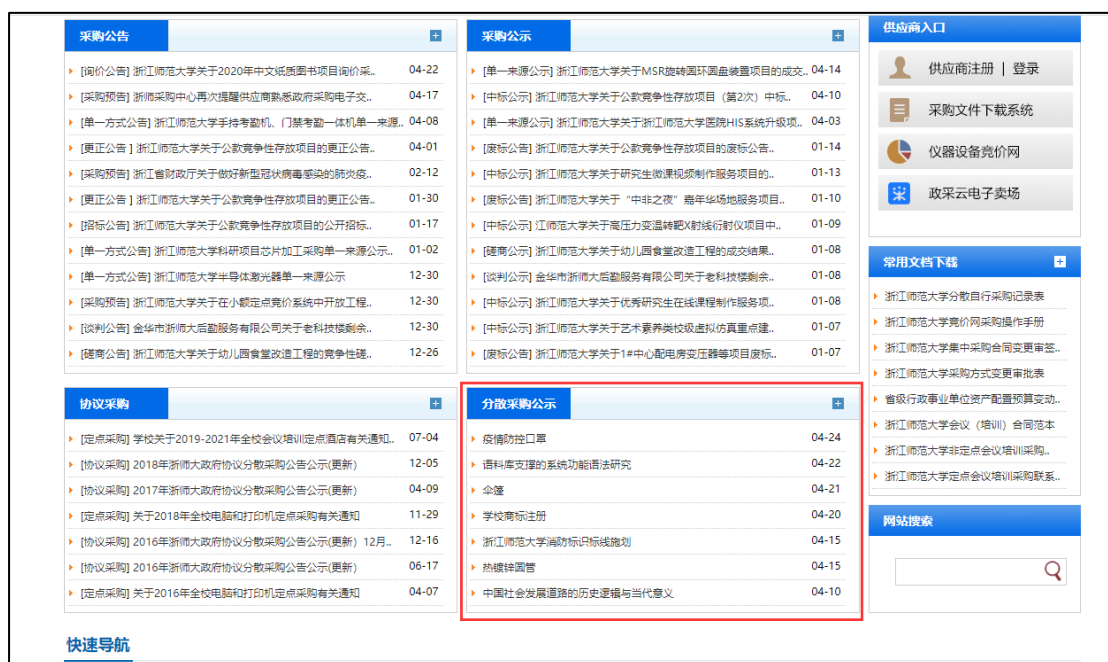 采购公告
[询价公告] 浙江师范大学关于2020年中文纸质图书项目询价采.. 04-22
[采购预告] 浙师采购中心再次提醒供应商熟悉政府采购电子交.. 04-17
[单一方式公告] 浙江师范大学手持考勤机、门禁考勤一体机单一来源.. 04-08
[更正公告 ] 浙江师范大学关于公款竞争性存放项目的更正公告.. 04-01
[采购预告] 浙江省财政厅关于做好新型冠状病毒感染的肺炎疫.. 02-12
[更正公告 ] 浙江师范大学关于公款竞争性存放项目的更正公告.. 01-30
[招标公告] 浙江师范大学关于公款竞争性存放项目的公开招标.. 01-17
[单一方式公告] 浙江师范大学科研项目芯片加工采购单一来源公示.. 01-02
[单一方式公告] 浙江师范大学半导体激光器单一来源公示 12-30
[采购预告] 浙江师范大学关于在小额定点竞价系统中开放工程.. 12-30
[谈判公告] 金华市浙师大后勤服务有限公司关于老科技楼剩余.. 12-30
[磋商公告] 浙江师范大学关于幼儿园食堂改造工程的竞争性磋.. 12-26
采购公示
[单一来源公示] 浙江师范大学关于MSR旋转圆环圆盘装置项目的成交.. 04-14
[中标公示] 浙江师范大学关于公款竞争性存放项目（第2次）中标.. 04-10
[单一来源公示] 浙江师范大学关于浙江师范大学医院HIS系统升级项.. 04-03
[废标公告] 浙江师范大学关于公款竞争性存放项目的废标公告.. 01-14
[中标公示] 浙江师范大学关于研究生微课视频制作服务项目的.. 01-13
[废标公告] 浙江师范大学关于“中非之夜”嘉年华场地服务项目.. 01-10
[中标公示] 江师范大学关于高压力变温转靶X射线衍射仪项目中.. 01-09
[磋商公示] 浙江师范大学关于幼儿园食堂改造工程的成交结果.. 01-08
[谈判公示] 金华市浙师大后勤服务有限公司关于老科技楼剩余.. 01-08
[中标公示] 浙江师范大学关于优秀研究生在线课程制作服务项.. 01-08
[中标公示] 浙江师范大学关于艺术素养类校级虚拟仿真重点建.. 01-07
[废标公告] 浙江师范大学关于1#中心配电房变压器等项目废标.. 01-07
供应商入口
供应商注册 | 登录
采购文件下载系统
仪器设备竞价网
政采云电子卖场
常用文档下载
浙江师范大学分散自行采购记录表
浙江师范大学竞价网采购操作手册
浙江师范大学集中采购合同变更审签..
浙江师范大学采购方式变更审批表
省级行政事业单位资产配置预算变动..
浙江师范大学会议（培训）合同范本
浙江师范大学非定点会议培训采购..
浙江师范大学定点会议培训采购联系..
协议采购
[定点采购] 学校关于2019-2021年全校会议培训定点酒店有关通知.. 07-04
[协议采购] 2018年浙师大政府协议分散采购公告公示(更新) 12-05
[协议采购] 2017年浙师大政府协议分散采购公告公示(更新) 04-09
[定点采购] 关于2018年全校电脑和打印机定点采购有关通知 11-29
[协议采购] 2016年浙师大政府协议分散采购公告公示(更新）12月.. 12-16
[协议采购] 2016年浙师大政府协议分散采购公告公示(更新) 06-17
[定点采购] 关于2016年全校电脑和打印机定点采购有关通知 04-07
分散采购公示
疫情防控口罩 04-24
语料库支撑的系统功能语法研究 04-22
伞篷 04-21
学校商标注册 04-20
浙江师范大学消防标识标线施划 04-15
热镀锌圆管 04-15
中国社会发展道路的历史逻辑与当代意义 04-10
网站搜索
快速导航